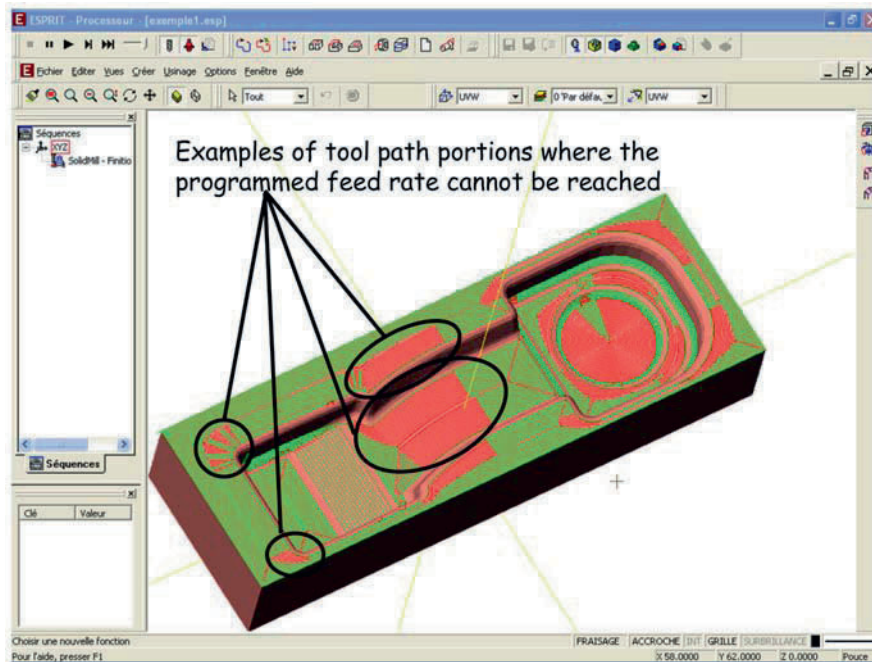 ESPRIT - Processeur - [exemple1.esp]
Fichier Editer Vues Créer Usinage Options Fenêtre Aide
Tout
UVW
0 'Par défau
UVW
Séquences
XYZ
SolidMill - Finitio
Examples of tool path portions where the
programmed feed rate cannot be reached
Séquences
Clé Valeur
Choisir une nouvelle fonction
FRAISAGE ACCROCHE INT GRILLE SURBRILLANCE
Pour l'aide, presser F1
X 58.0000 Y 62.0000 Z 0.0000 Pouce